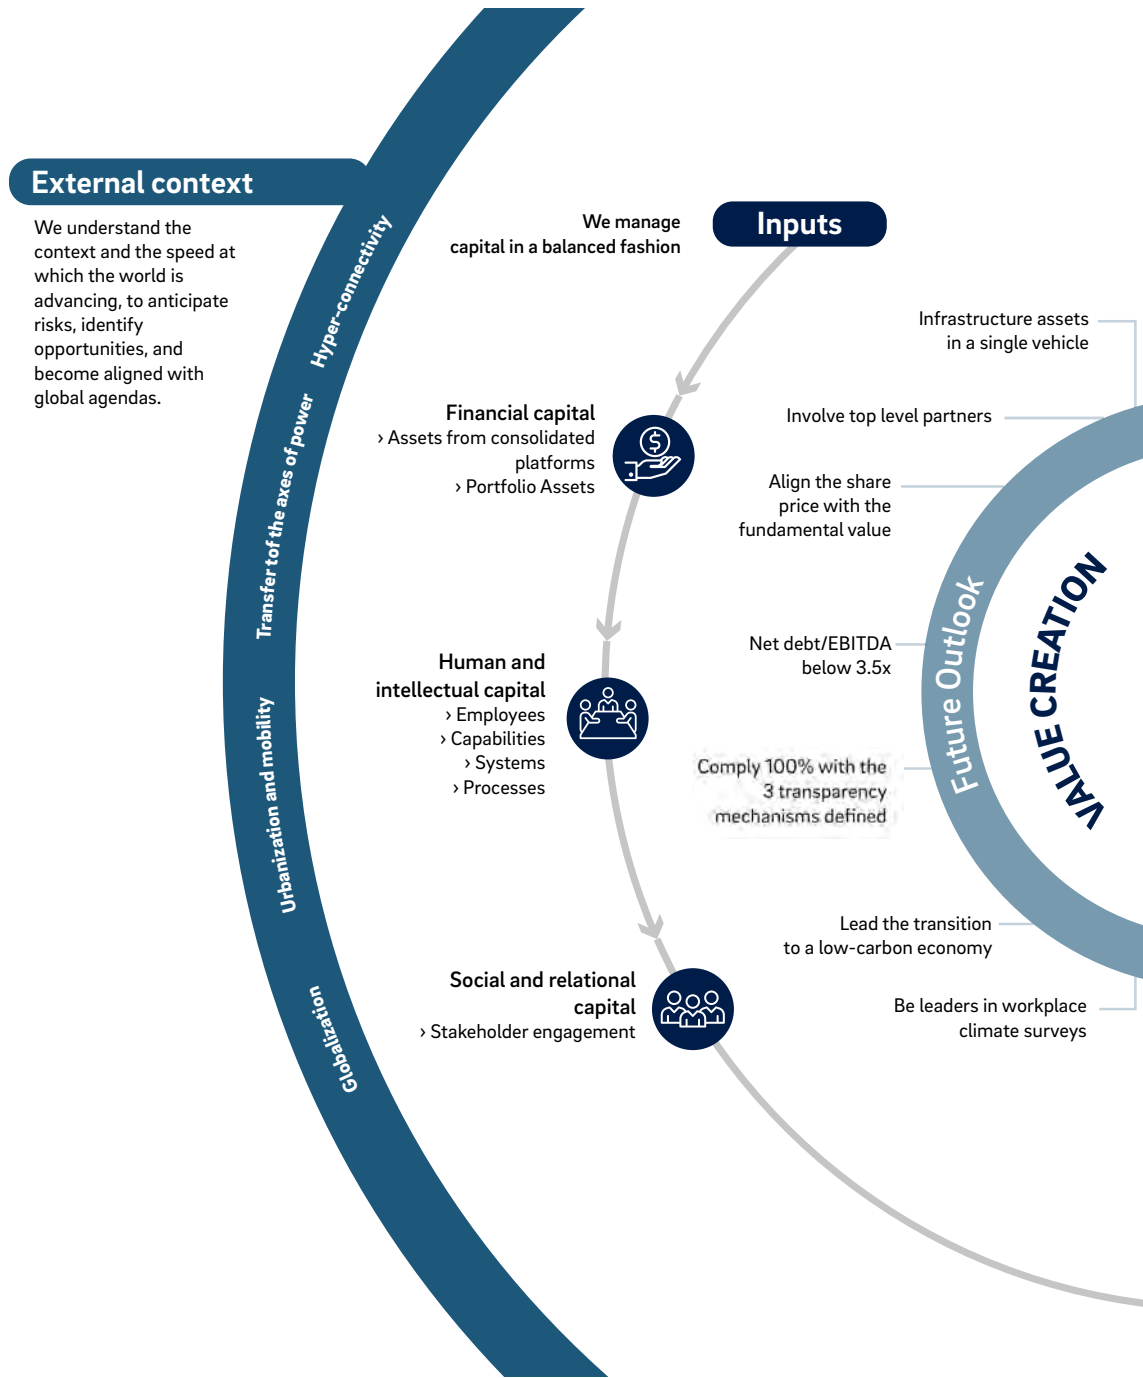 External context
We understand the
context and the speed at
which the world is
advancing, to anticipate
risks, identify
opportunities, and
become aligned with
global agendas.
Hyper-connectivity
Transfer tof the axes of power
Urbanization and mobility
Globalization
We manage
capital in a balanced fashion
Inputs
Financial capital
› Assets from consolidated
platforms
› Portfolio Assets
$
Human and
intellectual capital
› Employees
› Capabilities
› Systems
› Processes
Social and relational
capital
› Stakeholder engagement
Infrastructure assets
in a single vehicle
Involve top level partners
Align the share
price with the
fundamental value
Net debt/EBITDA
below 3.5x
Comply 100% with the
3 transparency
mechanisms defined
Lead the transition
to a low-carbon economy
Be leaders in workplace
climate surveys
Future Outlook
VALUE CREATION